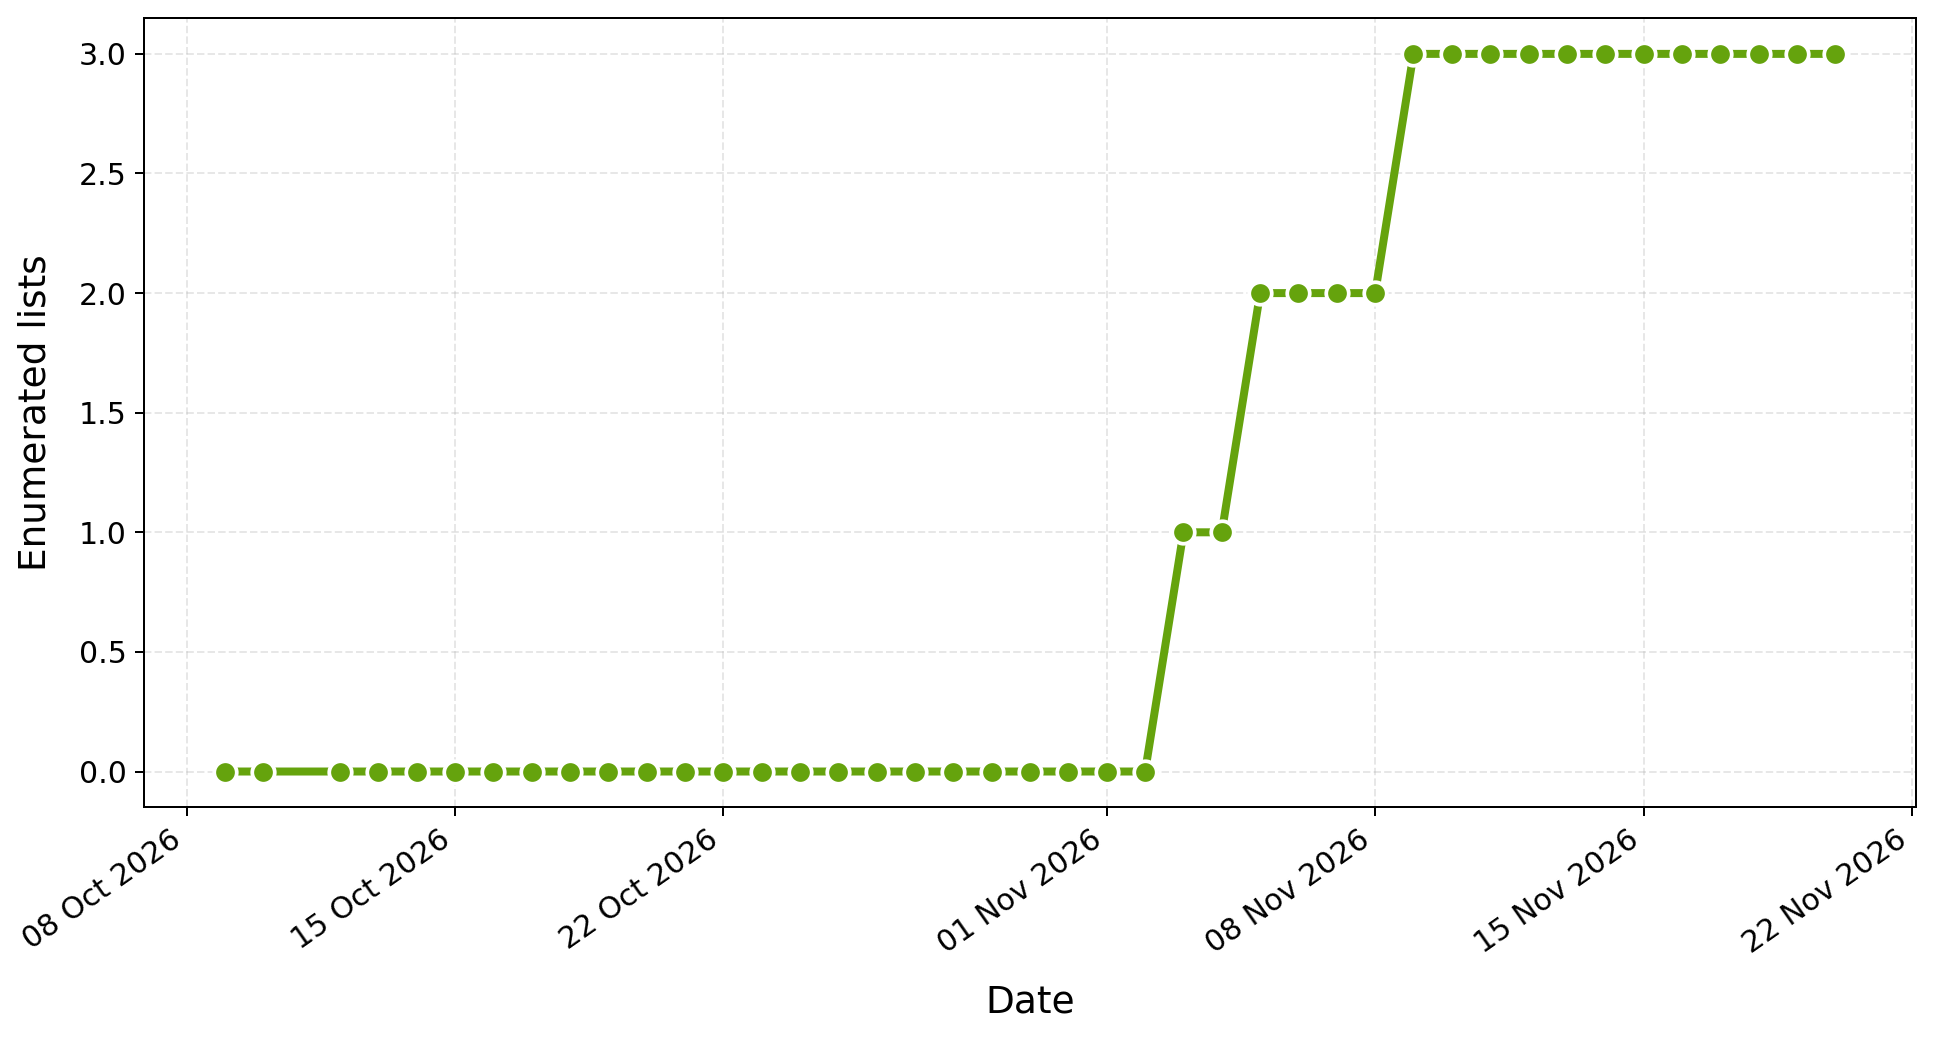 3.0
2.5
2.0
1.5
1.0
0.5
0.0
Enumerated lists
08 Oct 2026
15 Oct 2026
22 Oct 2026
01 Nov 2026
08 Nov 2026
15 Nov 2026
22 Nov 2026
Date